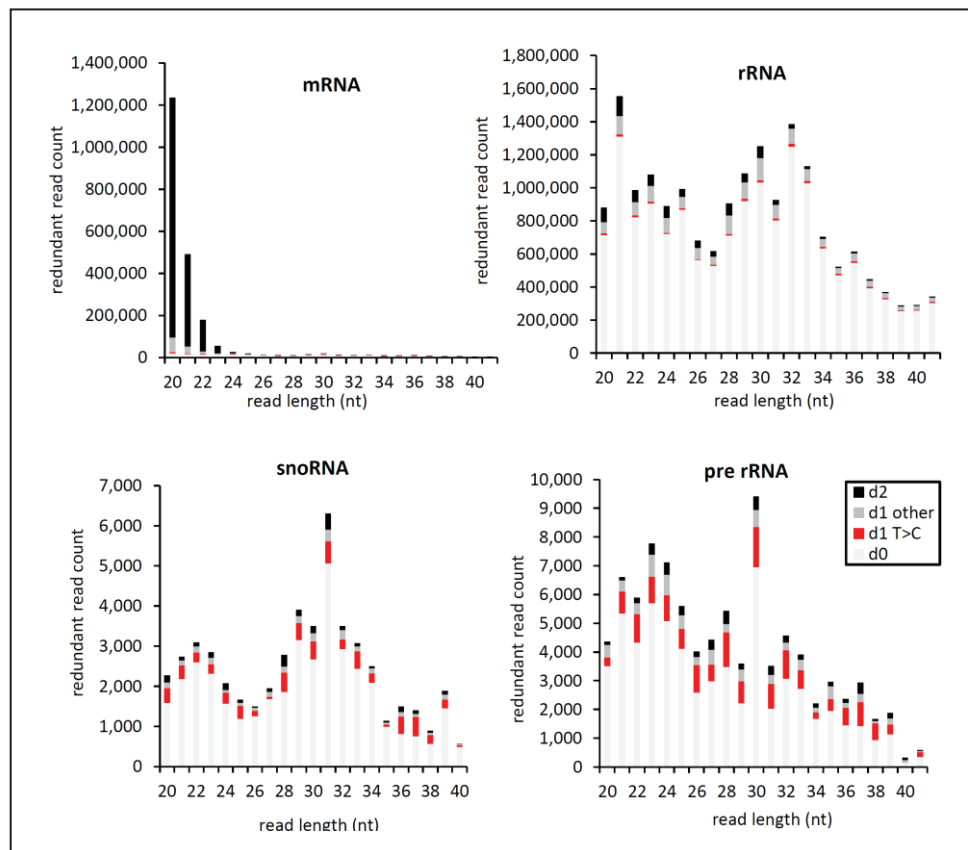 mRNA
redundant read count
1,400,000
1,200,000
1,000,000
800,000
600,000
400,000
200,000
0
20 22 24 26 28 30 32 34 36 38 40
read length (nt)
rRNA
redundant read count
1,800,000
1,600,000
1,400,000
1,200,000
1,000,000
800,000
600,000
400,000
200,000
0
20 22 24 26 28 30 32 34 36 38 40
read length (nt)
snoRNA
redundant read count
7,000
6,000
5,000
4,000
3,000
2,000
1,000
0
20 22 24 26 28 30 32 34 36 38 40
read length (nt)
pre rRNA
redundant read count
10,000
9,000
8,000
7,000
6,000
5,000
4,000
3,000
2,000
1,000
0
20 22 24 26 28 30 32 34 36 38 40
read length (nt)
d2
d1 other
d1 T>C
d0